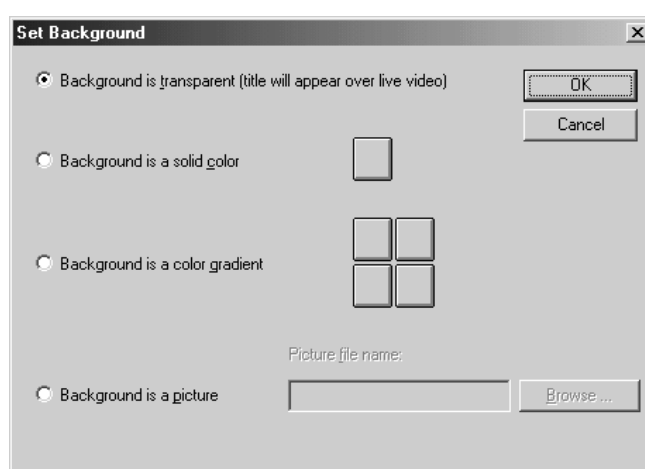 Set Background
Background is transparent (title will appear over live video)
OK
Cancel
Background is a solid color
Background is a color gradient
Picture file name:
Background is a picture
Browse ...